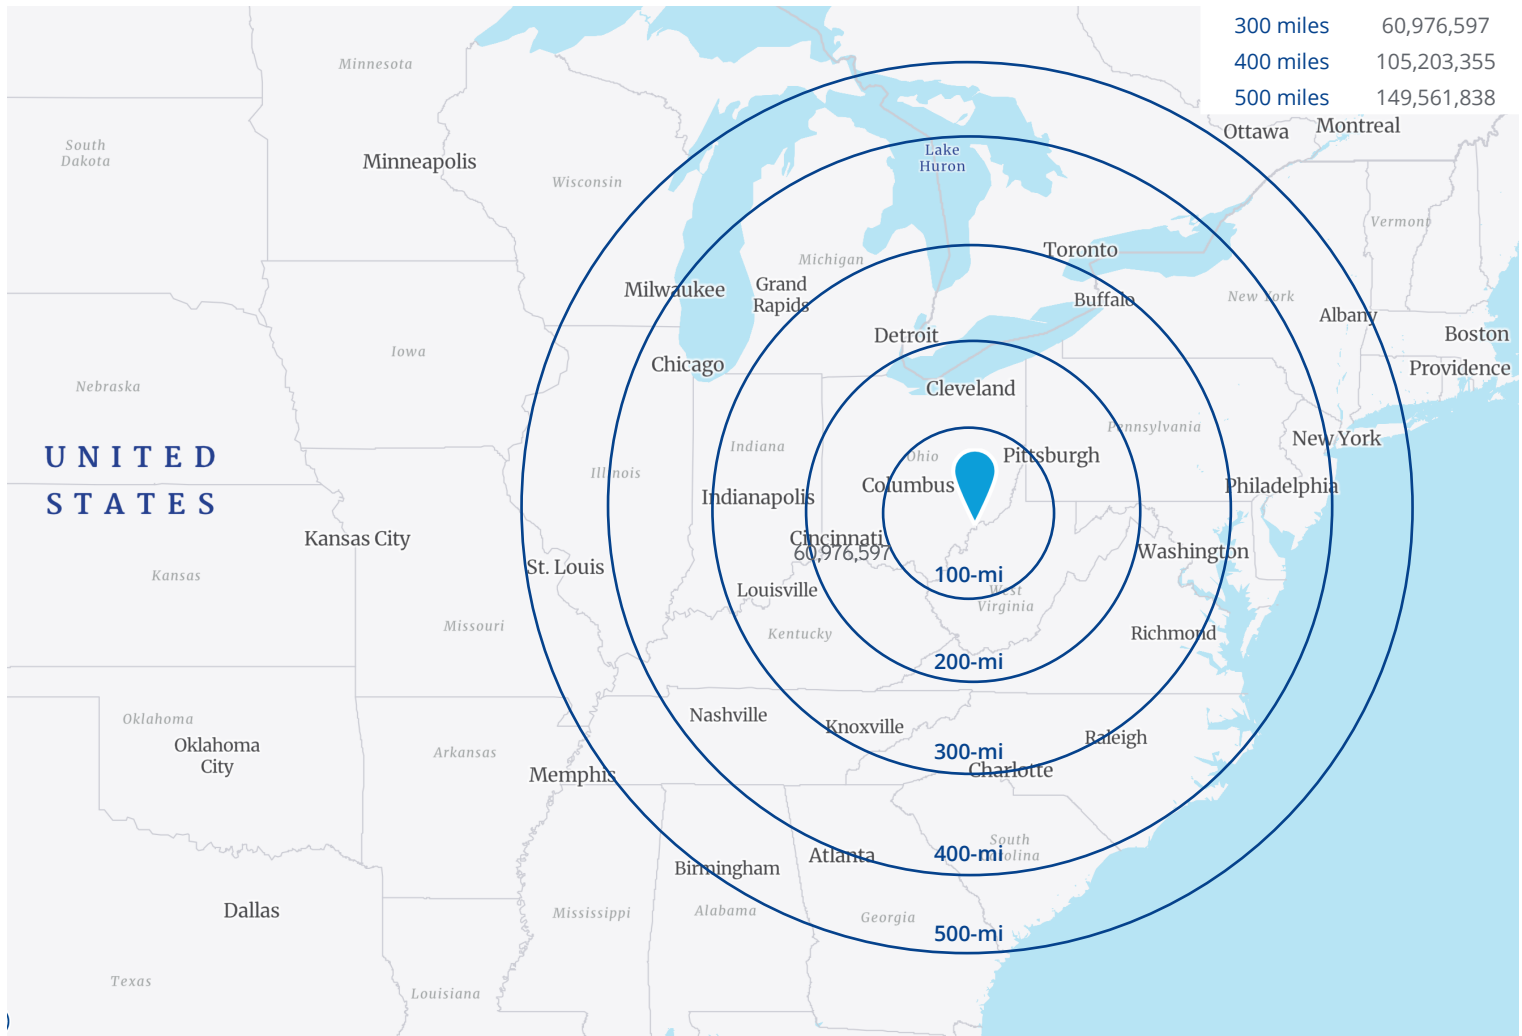 300 miles 60,976,597
400 miles 105,203,355
500 miles 149,561,838
Minnesota
Ottawa
Montreal
South
Dakota
Minneapolis
Lake
Huron
Wisconsin
Vermont
Michigan
Toronto
Milwaukee
Grand
Rapids
Buffalo
New York
Albany
Detroit
Boston
Iowa
Chicago
Providence
Nebraska
Cleveland
Pennsylvania
New York
Indiana
Ohio
Pittsburgh
UNITED
STATES
Illinois
Columbus
Philadelphia
Indianapolis
Kansas City
Cincinnati
60,976,597
Washington
St. Louis
Kansas
100-mi
Louisville
West
Virginia
Missouri
Kentucky
Richmond
200-mi
Oklahoma
Nashville
Knoxville
Raleigh
Oklahoma
City
Arkansas
300-mi
Charlotte
Memphis
South
Carolina
400-mi
Atlanta
Birmingham
Dallas
Mississippi
Alabama
Georgia
500-mi
Texas
Louisiana
)